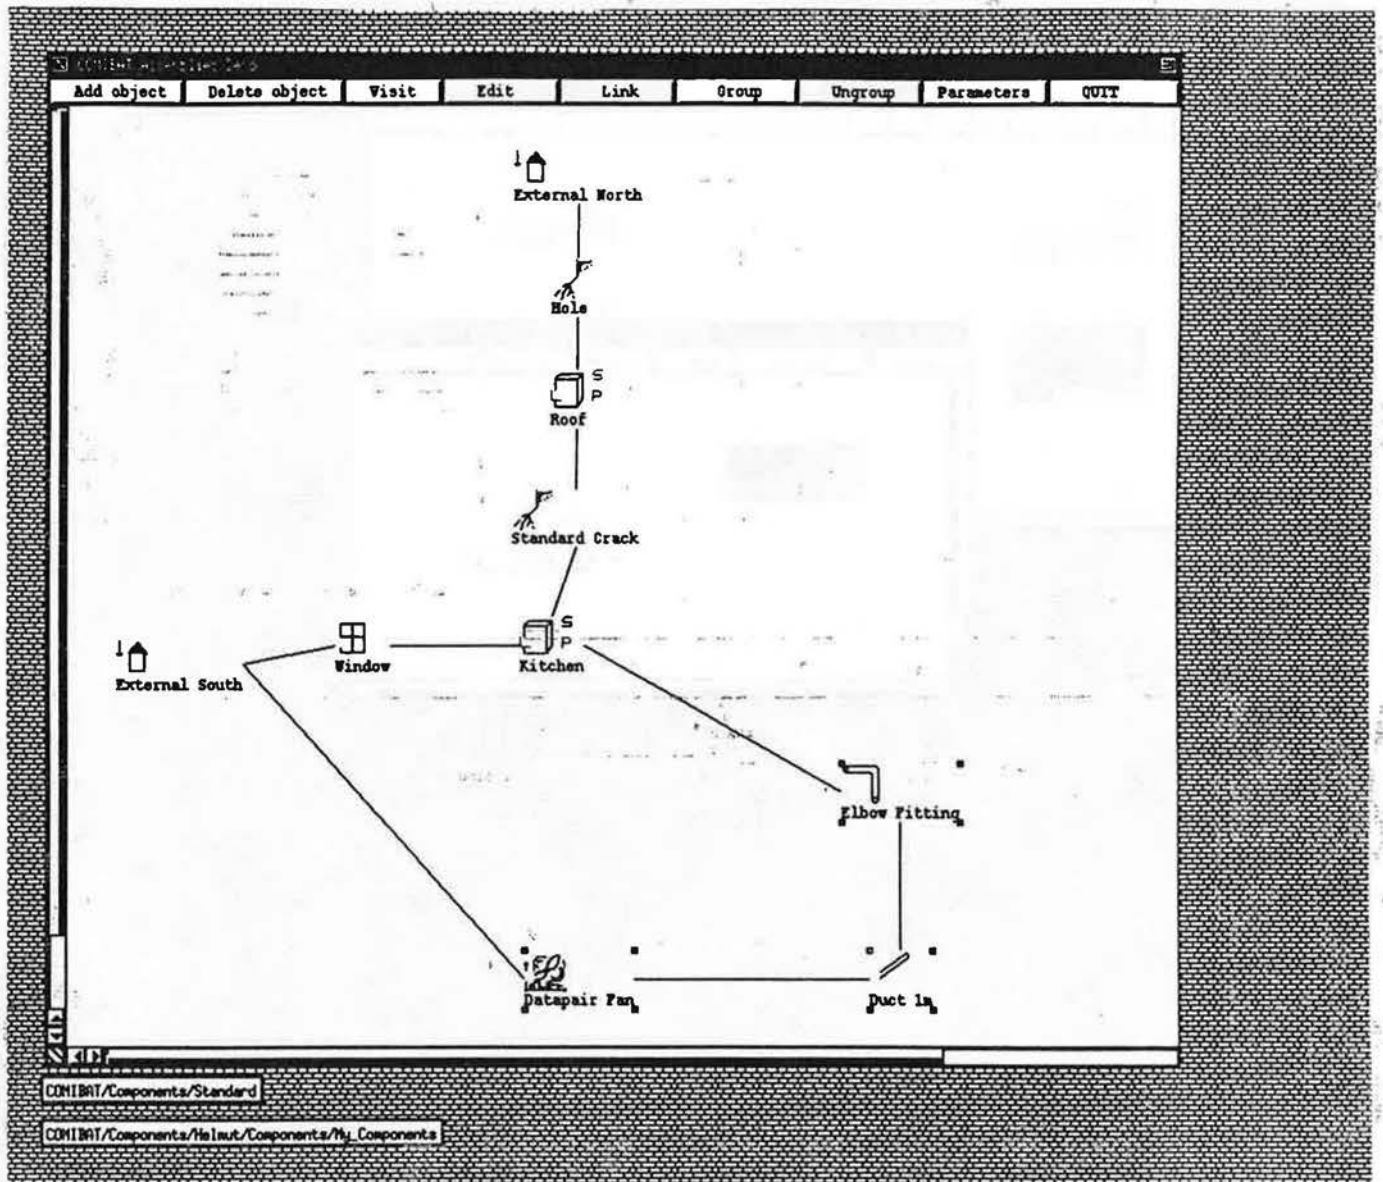 Add object Delete object Visit Edit Link Group Ungroup Parameters QUIT
External North
Hole
S
P
Roof
Standard Crack
S
P
Window
Kitchen
External South
Elbow Fitting
Datapair Fan
Duct 1m
COMIBAT/Components/Standard
COMIBAT/Components/Helmut/Components/My_Components